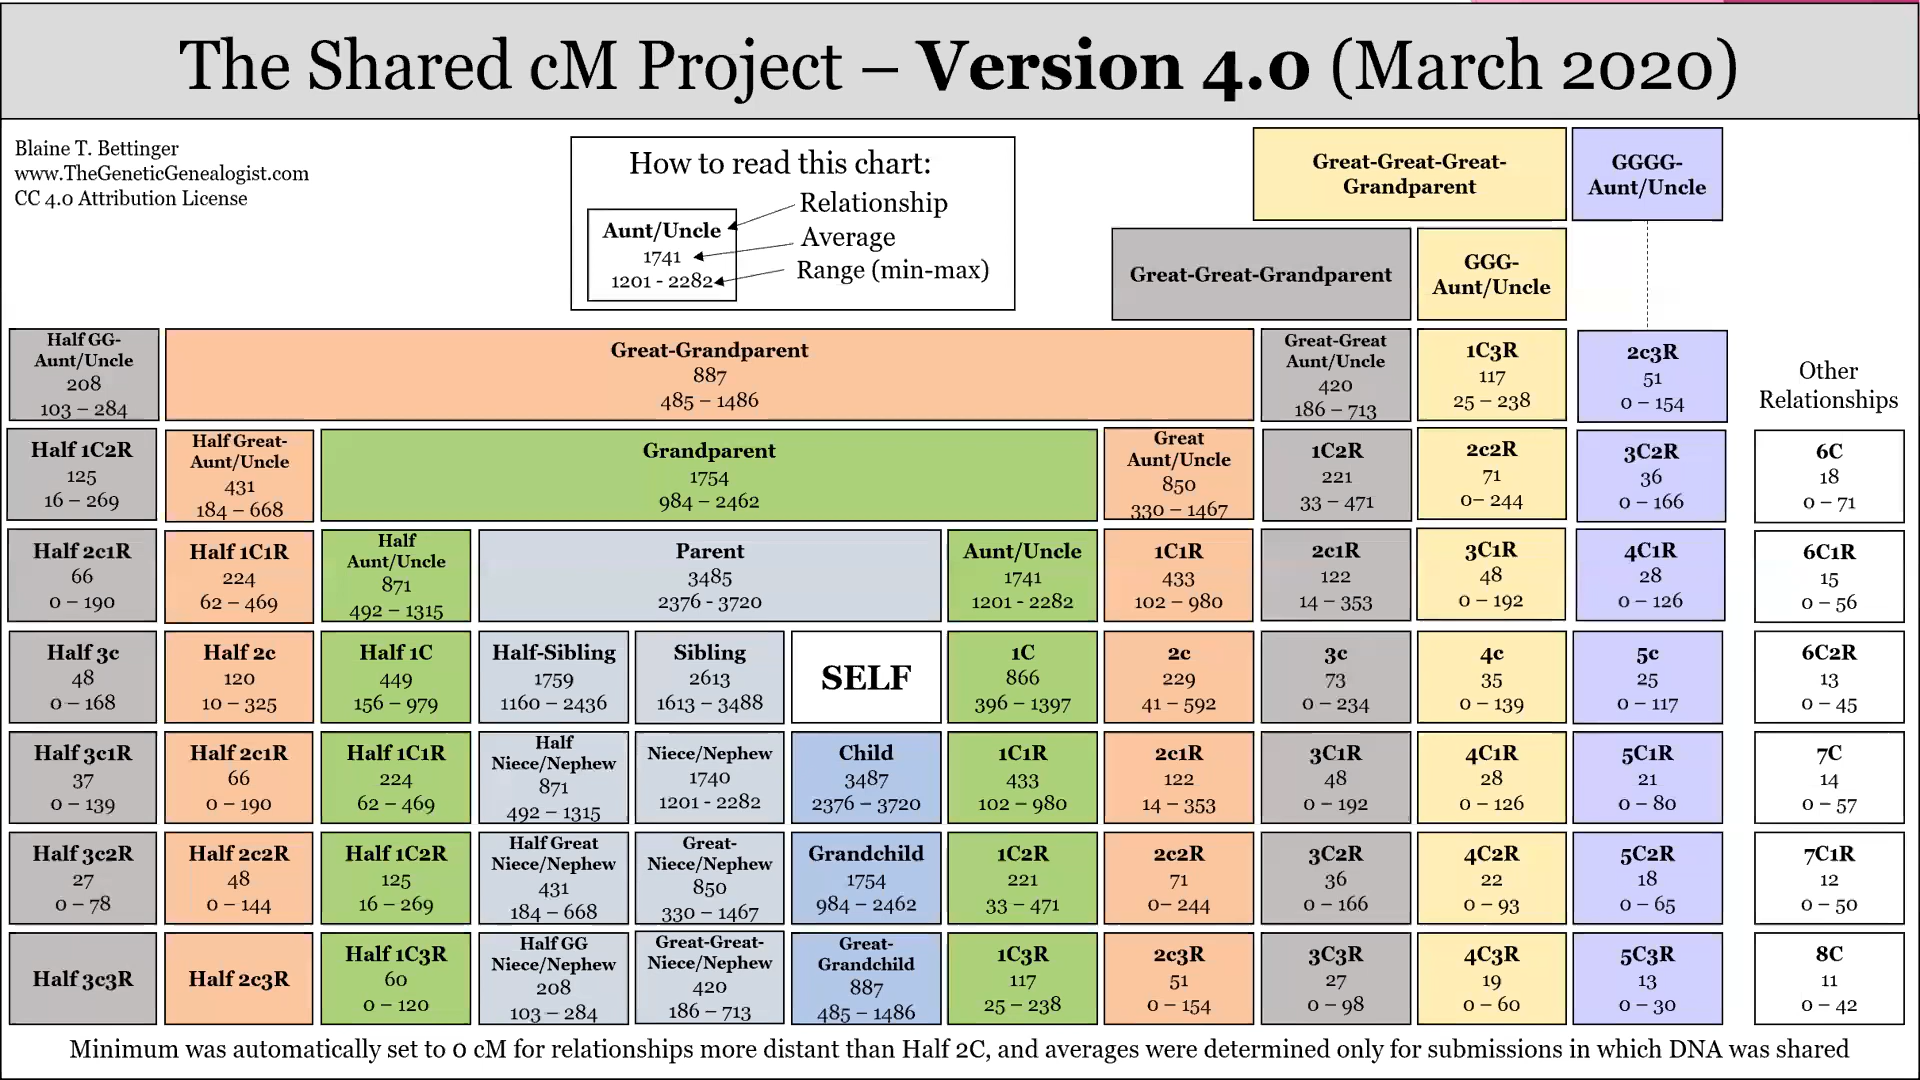 The Shared cM Project – Version 4.0 (March 2020)
Blaine T. Bettinger
www.TheGeneticGenealogist.com
CC 4.0 Attribution License
How to read this chart:
Relationship
Average
Range (min-max)
Aunt/Uncle
1741
1201 - 2282
Great-Great-Great-
Grandparent
GGGG-
Aunt/Uncle
Great-Great-Grandparent
GGG-
Aunt/Uncle
Half GG-
Aunt/Uncle
208
103 – 284
Great-Grandparent
887
485 – 1486
Great-Great
Aunt/Uncle
420
186 – 713
1C3R
117
25 – 238
2c3R
51
0 – 154
Other
Relationships
Half 1C2R
125
16 – 269
Half Great-
Aunt/Uncle
431
184 – 668
Grandparent
1754
984 – 2462
Great
Aunt/Uncle
850
330 – 1467
1C2R
221
33 – 471
2c2R
71
0– 244
3C2R
36
0 – 166
6C
18
0 – 71
Half 2c1R
66
0 – 190
Half 1C1R
224
62 – 469
Half
Aunt/Uncle
871
492 – 1315
Parent
3485
2376 - 3720
Aunt/Uncle
1741
1201 - 2282
1C1R
433
102 – 980
2c1R
122
14 – 353
3C1R
48
0 – 192
4C1R
28
0 – 126
6C1R
15
0 – 56
Half 3c
48
0 – 168
Half 2c
120
10 – 325
Half 1C
449
156 – 979
Half-Sibling
1759
1160 – 2436
Sibling
2613
1613 – 3488
SELF
1C
866
396 – 1397
2c
229
41 – 592
3c
73
0 – 234
4c
35
0 – 139
5c
25
0 – 117
6C2R
13
0 – 45
Half 3c1R
37
0 – 139
Half 2c1R
66
0 – 190
Half 1C1R
224
62 – 469
Half
Niece/Nephew
871
492 – 1315
Niece/Nephew
1740
1201 - 2282
Child
3487
2376 – 3720
1C1R
433
102 – 980
2c1R
122
14 – 353
3C1R
48
0 – 192
4C1R
28
0 – 126
5C1R
21
0 – 80
7C
14
0 – 57
Half 3c2R
27
0 – 78
Half 2c2R
48
0 – 144
Half 1C2R
125
16 – 269
Half Great
Niece/Nephew
431
184 – 668
Great-
Niece/Nephew
850
330 – 1467
Grandchild
1754
984 – 2462
1C2R
221
33 – 471
2c2R
71
0– 244
3C2R
36
0 – 166
4C2R
22
0 – 93
5C2R
18
0 – 65
7C1R
12
0 – 50
Half 3c3R
Half 2c3R
Half 1C3R
60
0 – 120
Half GG
Niece/Nephew
208
103 – 284
Great-Great-
Niece/Nephew
420
186 – 713
Great-
Grandchild
887
485 – 1486
1C3R
117
25 – 238
2c3R
51
0 – 154
3C3R
27
0 – 98
4C3R
19
0 – 60
5C3R
13
0 – 30
8C
11
0 – 42
Minimum was automatically set to 0 cM for relationships more distant than Half 2C, and averages were determined only for submissions in which DNA was shared